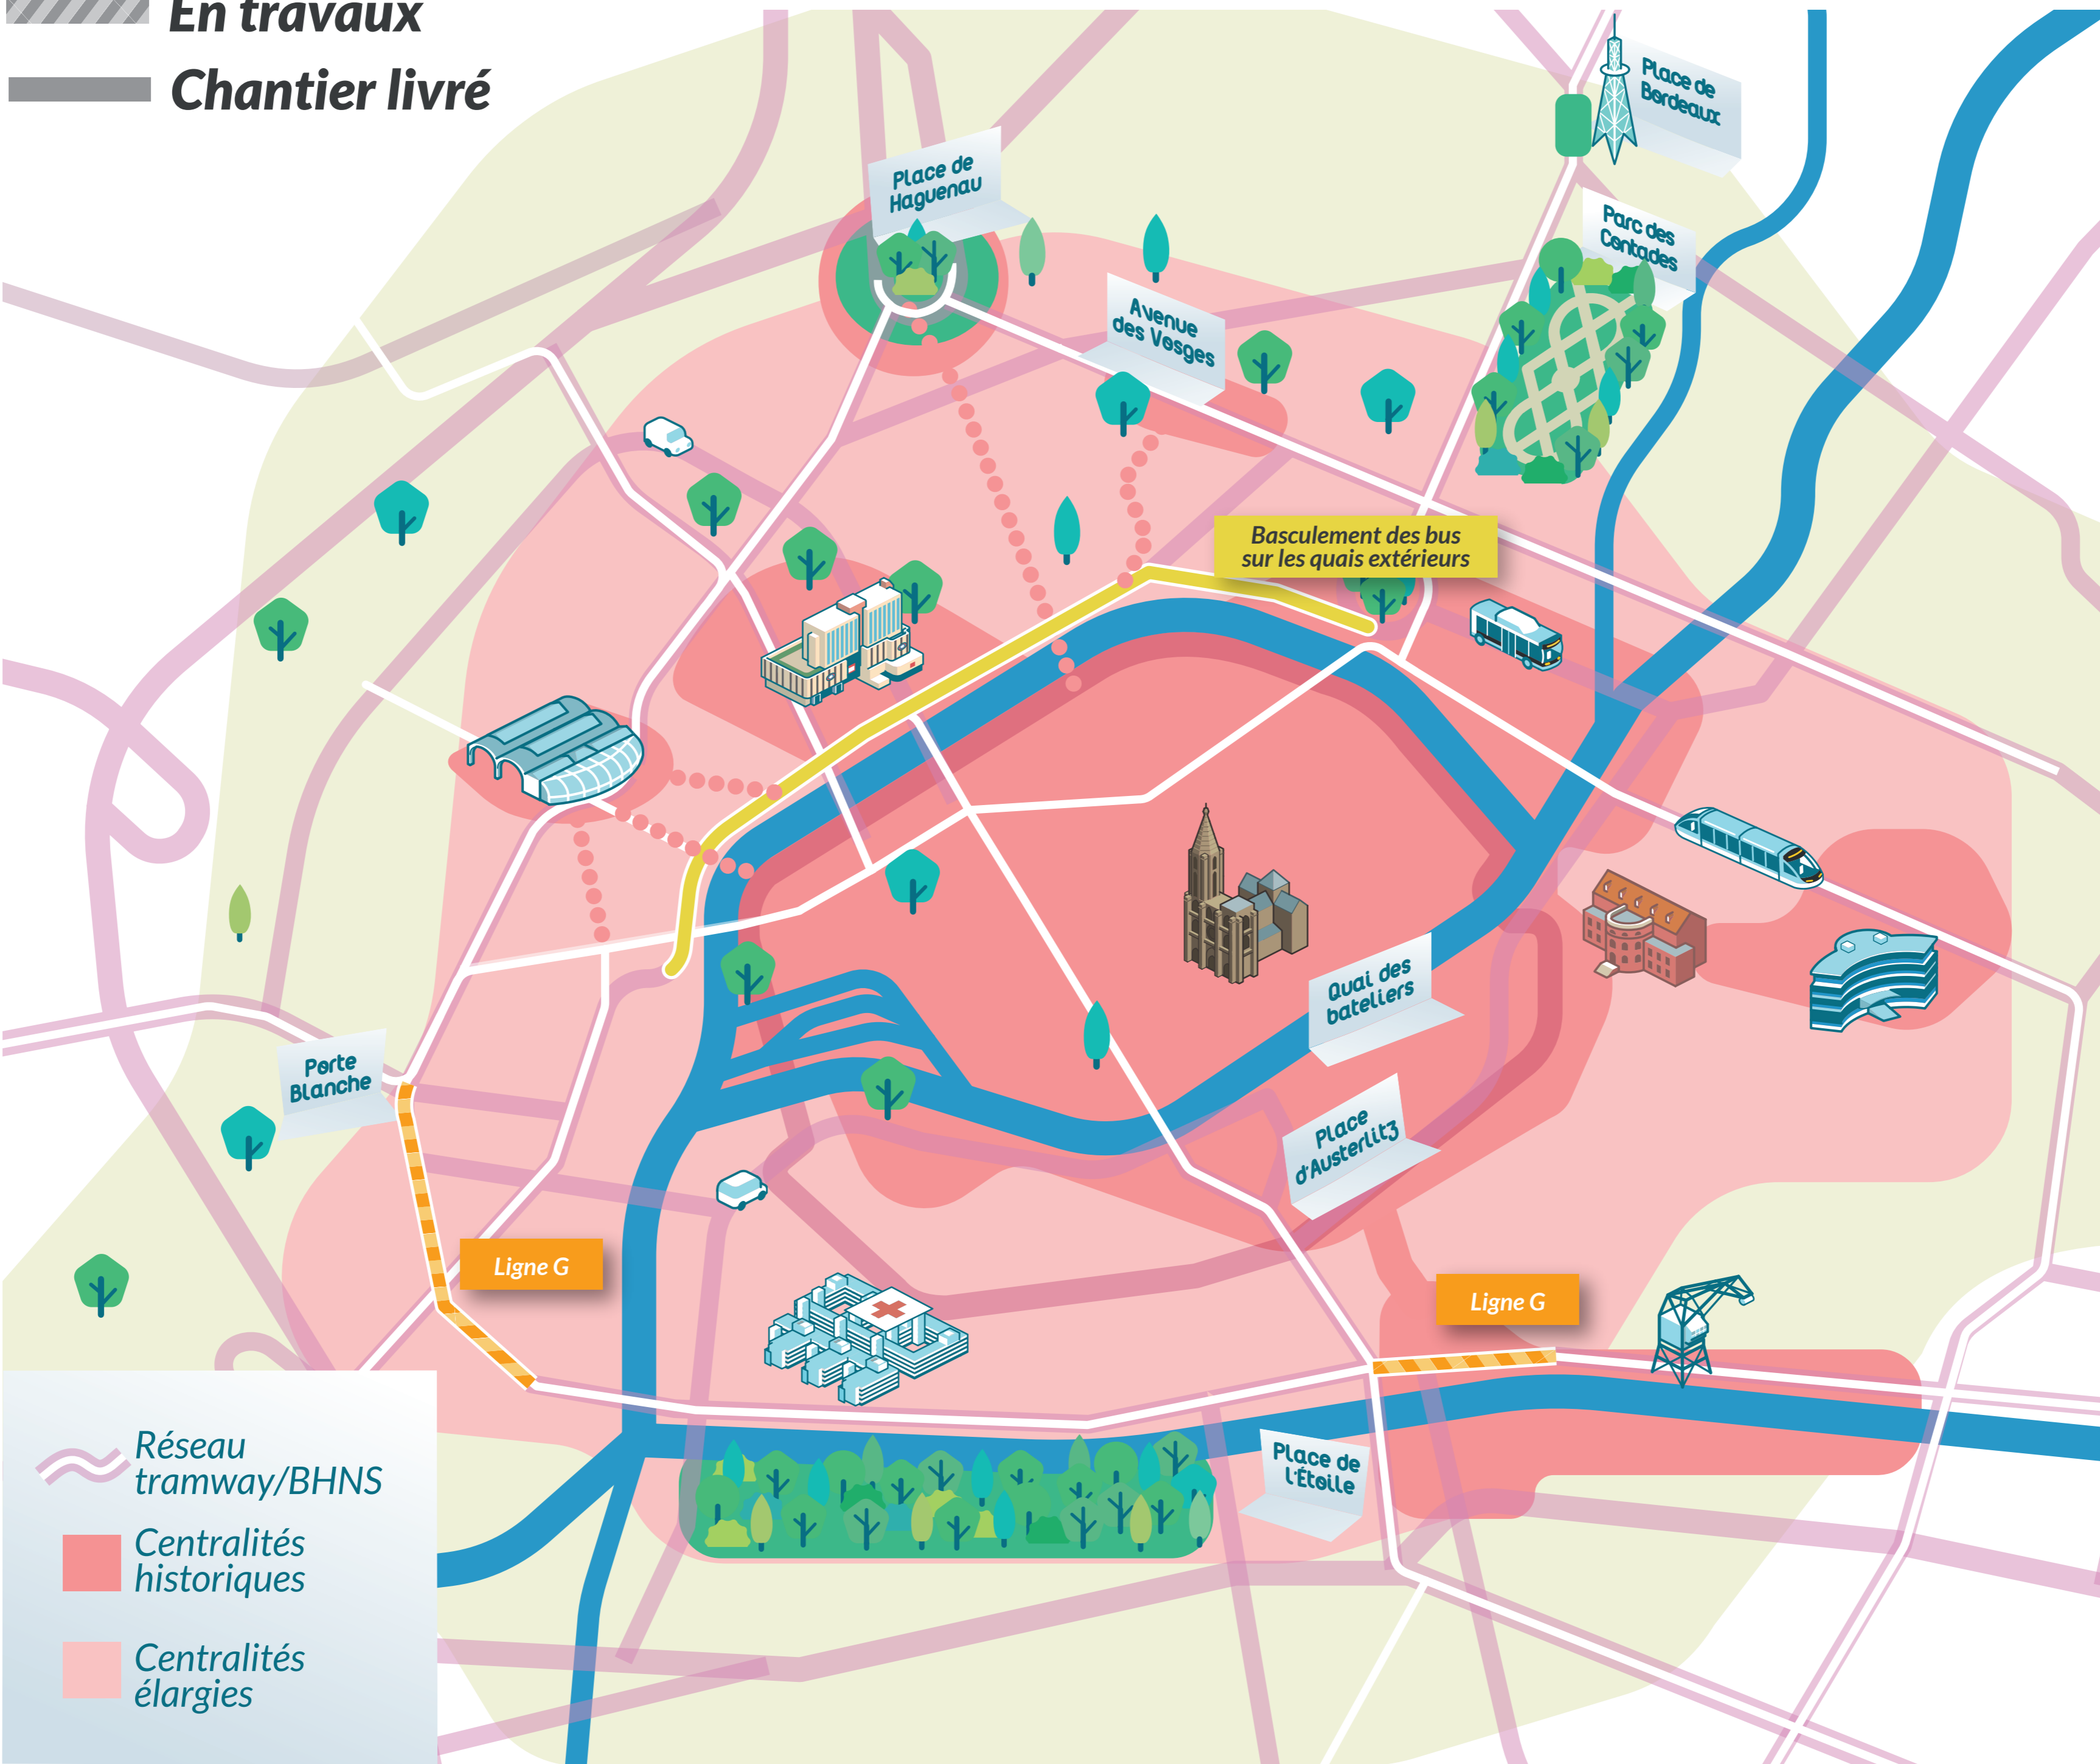 En travaux
Chantier livré
Place de
Bordeaux
Place de
Haguenau
Parc des
Contades
Avenue
des Vosges
Basculement des bus
sur les quais extérieurs
Quai des
bateliers
Porte
Blanche
Place
d'Austerlitz
Ligne G
Ligne G
Place de
l'Étoile
Réseau
tramway/BHNS
Centralités
historiques
Centralités
élargies